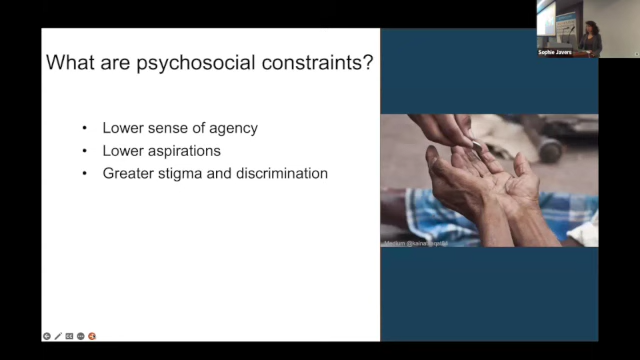 What are psychosocial constraints?
• Lower sense of agency
• Lower aspirations
• Greater stigma and discrimination
Sophie Javers